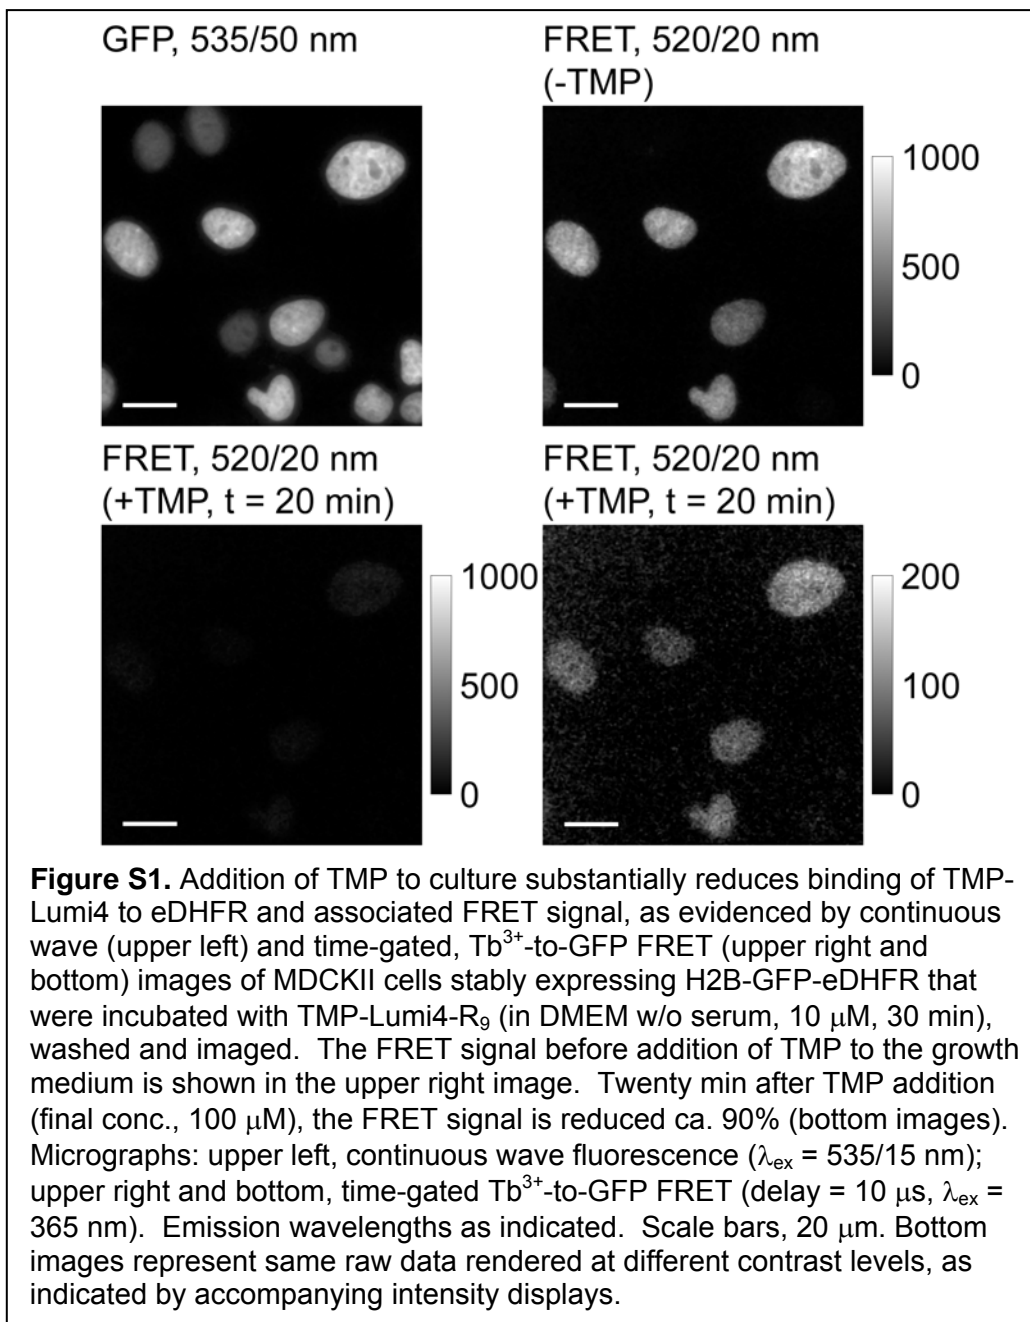 GFP, 535/50 nm
FRET, 520/20 nm
(-TMP)
1000
500
0
FRET, 520/20 nm
(+TMP, t = 20 min)
1000
500
0
FRET, 520/20 nm
(+TMP, t = 20 min)
200
100
0
Figure S1. Addition of TMP to culture substantially reduces binding of TMP-
Lumi4 to eDHFR and associated FRET signal, as evidenced by continuous
wave (upper left) and time-gated, Tb³⁺-to-GFP FRET (upper right and
bottom) images of MDCKII cells stably expressing H2B-GFP-eDHFR that
were incubated with TMP-Lumi4-R₉ (in DMEM w/o serum, 10 μM, 30 min),
washed and imaged. The FRET signal before addition of TMP to the growth
medium is shown in the upper right image. Twenty min after TMP addition
(final conc., 100 μM), the FRET signal is reduced ca. 90% (bottom images).
Micrographs: upper left, continuous wave fluorescence (λex = 535/15 nm);
upper right and bottom, time-gated Tb³⁺-to-GFP FRET (delay = 10 μs, λex =
365 nm). Emission wavelengths as indicated. Scale bars, 20 μm. Bottom
images represent same raw data rendered at different contrast levels, as
indicated by accompanying intensity displays.